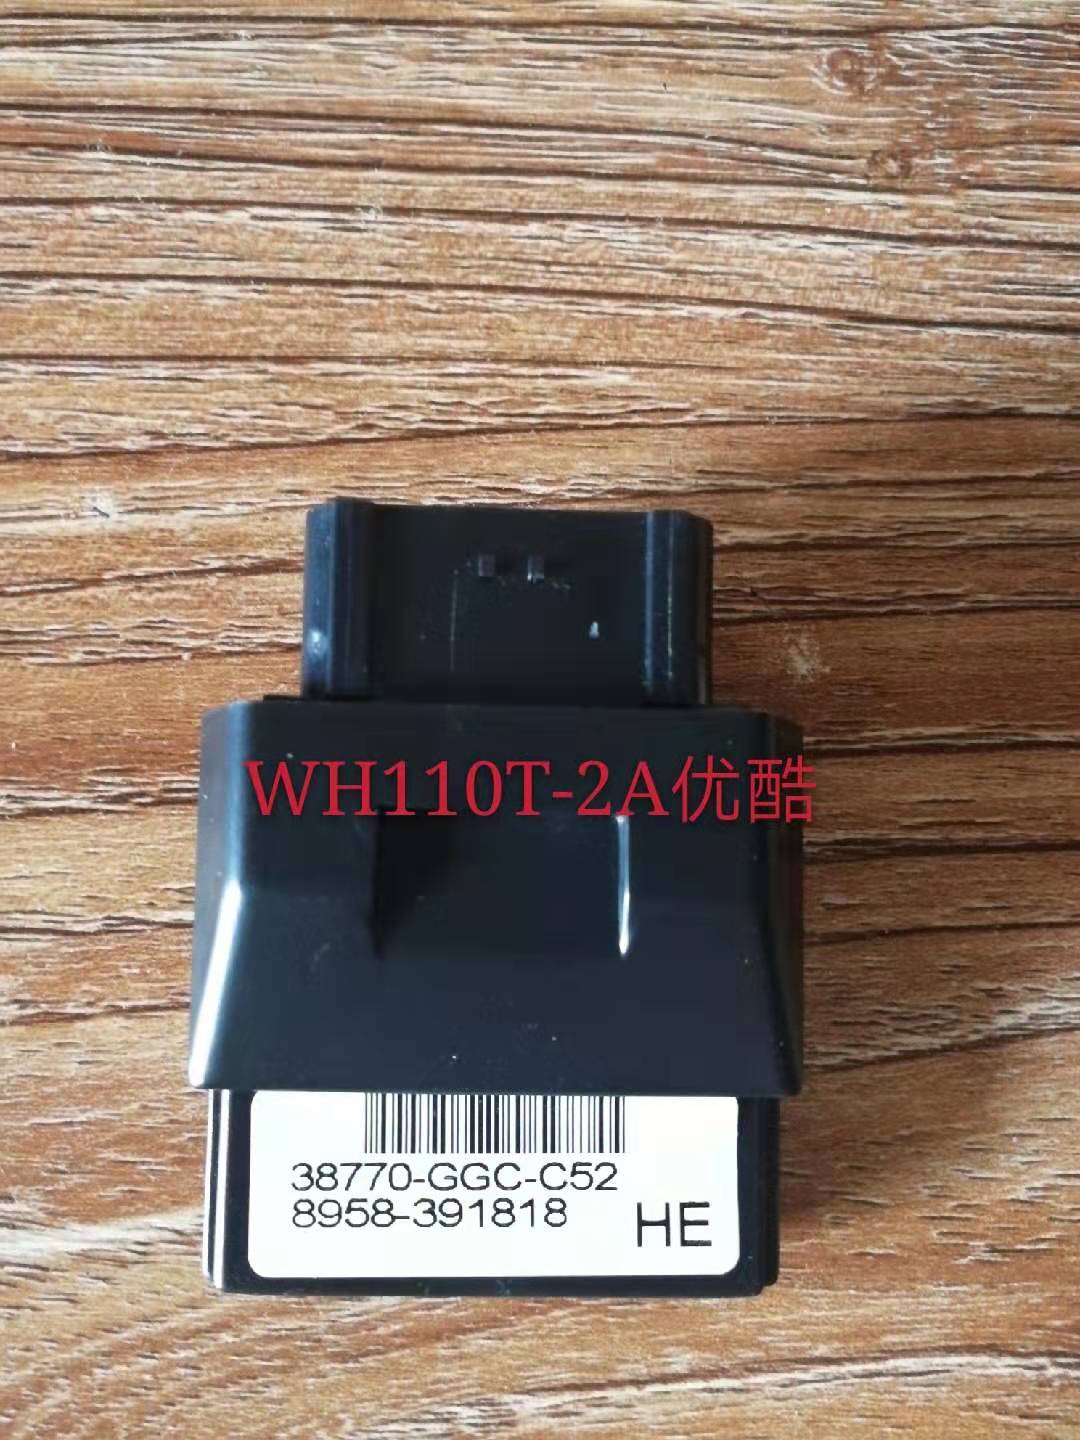 WH110T-2A优酷
38770-GGC-C52
8958-391818
HE